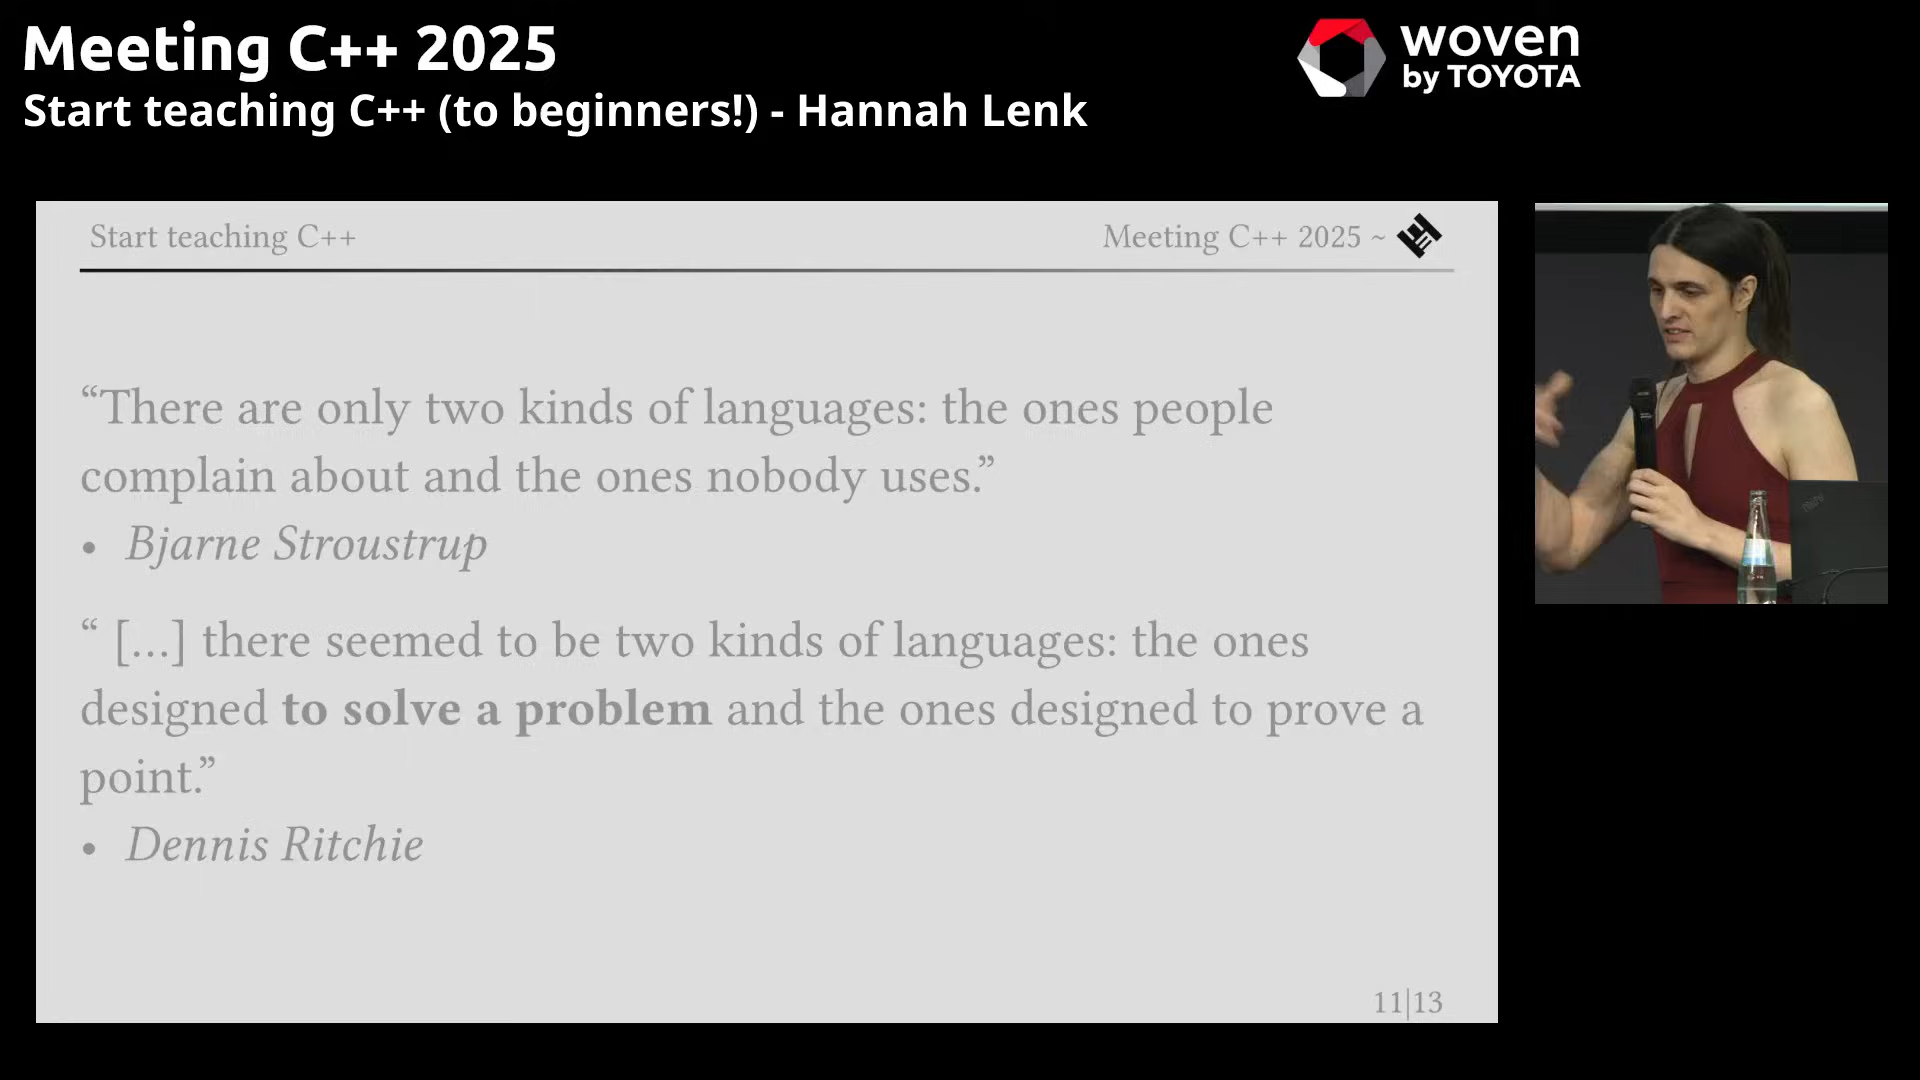 Meeting C++ 2025
Start teaching C++ (to beginners!) - Hannah Lenk
woven
by TOYOTA
Start teaching C++
Meeting C++ 2025 ~
“There are only two kinds of languages: the ones people
complain about and the ones nobody uses.”
• Bjarne Stroustrup
“ […] there seemed to be two kinds of languages: the ones
designed to solve a problem and the ones designed to prove a
point.”
• Dennis Ritchie
11|13